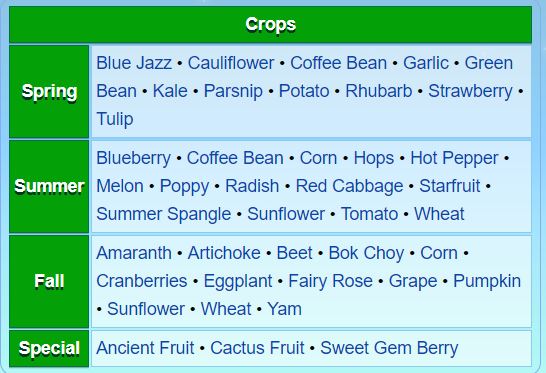 Crops
Spring
Blue Jazz • Cauliflower • Coffee Bean • Garlic • Green
Bean • Kale • Parsnip • Potato • Rhubarb • Strawberry •
Tulip
Summer
Blueberry • Coffee Bean • Corn • Hops • Hot Pepper •
Melon • Poppy • Radish • Red Cabbage • Starfruit •
Summer Spangle • Sunflower • Tomato • Wheat
Fall
Amaranth • Artichoke • Beet • Bok Choy • Corn •
Cranberries • Eggplant • Fairy Rose • Grape • Pumpkin
• Sunflower • Wheat • Yam
Special
Ancient Fruit • Cactus Fruit • Sweet Gem Berry